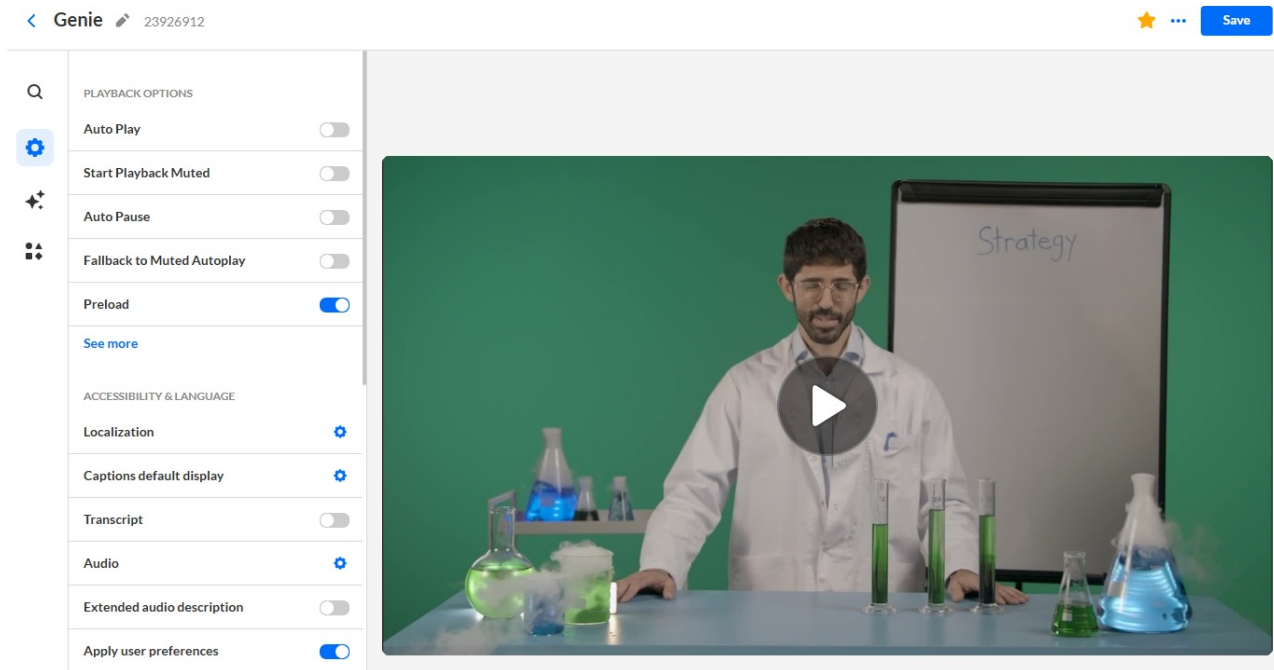 Genie 23926912
Save
PLAYBACK OPTIONS
Auto Play
Start Playback Muted
Auto Pause
Fallback to Muted Autoplay
Preload
See more
ACCESSIBILITY & LANGUAGE
Localization
Captions default display
Transcript
Audio
Extended audio description
Apply user preferences
Strategy